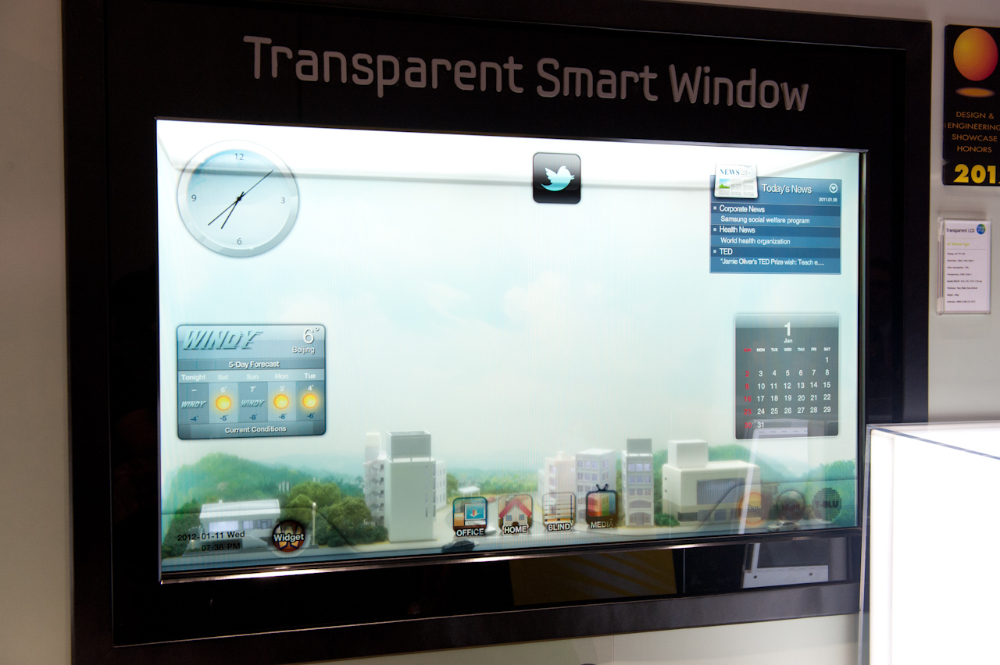 Transparent Smart Window
DESIGN &
ENGINEERING
SHOWCASE
HONORS
201
12
9
3
6
NEWS
Today's News
2011.01.06
Corporate News
Samsung social welfare program
Health News
World health organization
TED
"Jamie Oliver's TED Prize wish: Teach e.....
Transparent LCD
WINDY
6°
Beijing
5-Day Forecast
Tonight Sat Sun Mon Tue
-- 6° 7° 3° 4°
WINDY WINDY
-4° -5° -8° -8° -6°
Current Conditions
1
Jan
MON TUE WED THU FRI SAT
1
2 3 4 5 6 7 8
9 10 11 12 13 14 15
16 17 18 19 20 21 22
23 24 25 26 27 28 29
31
2012-01-11 Wed
07:38 PM
Widget
OFFICE
HOME
BLIND
MEDIA
Day
Night
T-BLU